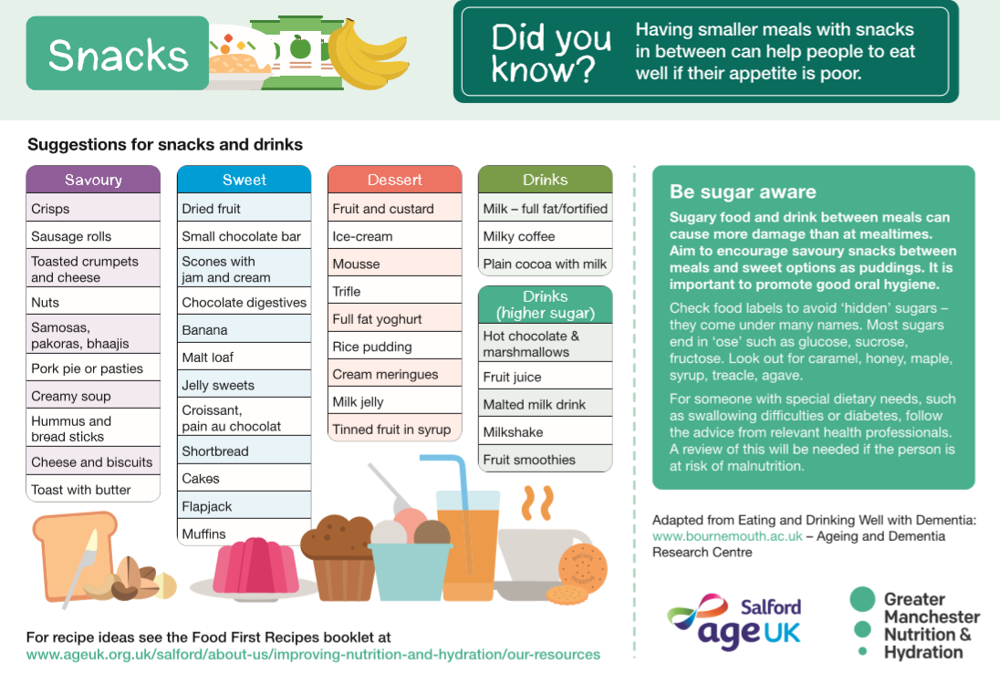 Snacks
Did you
know?
Having smaller meals with snacks
in between can help people to eat
well if their appetite is poor.
Suggestions for snacks and drinks
Savoury
Crisps
Sausage rolls
Toasted crumpets
and cheese
Nuts
Samosas,
pakoras, bhaajis
Pork pie or pasties
Creamy soup
Hummus and
bread sticks
Cheese and biscuits
Toast with butter
Sweet
Dried fruit
Small chocolate bar
Scones with
jam and cream
Chocolate digestives
Banana
Malt loaf
Jelly sweets
Croissant,
pain au chocolat
Shortbread
Cakes
Flapjack
Muffins
Dessert
Fruit and custard
Ice-cream
Mousse
Trifle
Full fat yoghurt
Rice pudding
Cream meringues
Milk jelly
Tinned fruit in syrup
Drinks
Milk – full fat/fortified
Milky coffee
Plain cocoa with milk
Drinks
(higher sugar)
Hot chocolate &
marshmallows
Fruit juice
Malted milk drink
Milkshake
Fruit smoothies
Be sugar aware
Sugary food and drink between meals can
cause more damage than at mealtimes.
Aim to encourage savoury snacks between
meals and sweet options as puddings. It is
important to promote good oral hygiene.
Check food labels to avoid ‘hidden’ sugars –
they come under many names. Most sugars
end in ‘ose’ such as glucose, sucrose,
fructose. Look out for caramel, honey, maple,
syrup, treacle, agave.
For someone with special dietary needs, such
as swallowing difficulties or diabetes, follow
the advice from relevant health professionals.
A review of this will be needed if the person is
at risk of malnutrition.
Adapted from Eating and Drinking Well with Dementia:
www.bournemouth.ac.uk – Ageing and Dementia
Research Centre
For recipe ideas see the Food First Recipes booklet at
www.ageuk.org.uk/salford/about-us/improving-nutrition-and-hydration/our-resources
Salford
age UK
Greater
Manchester
Nutrition &
Hydration